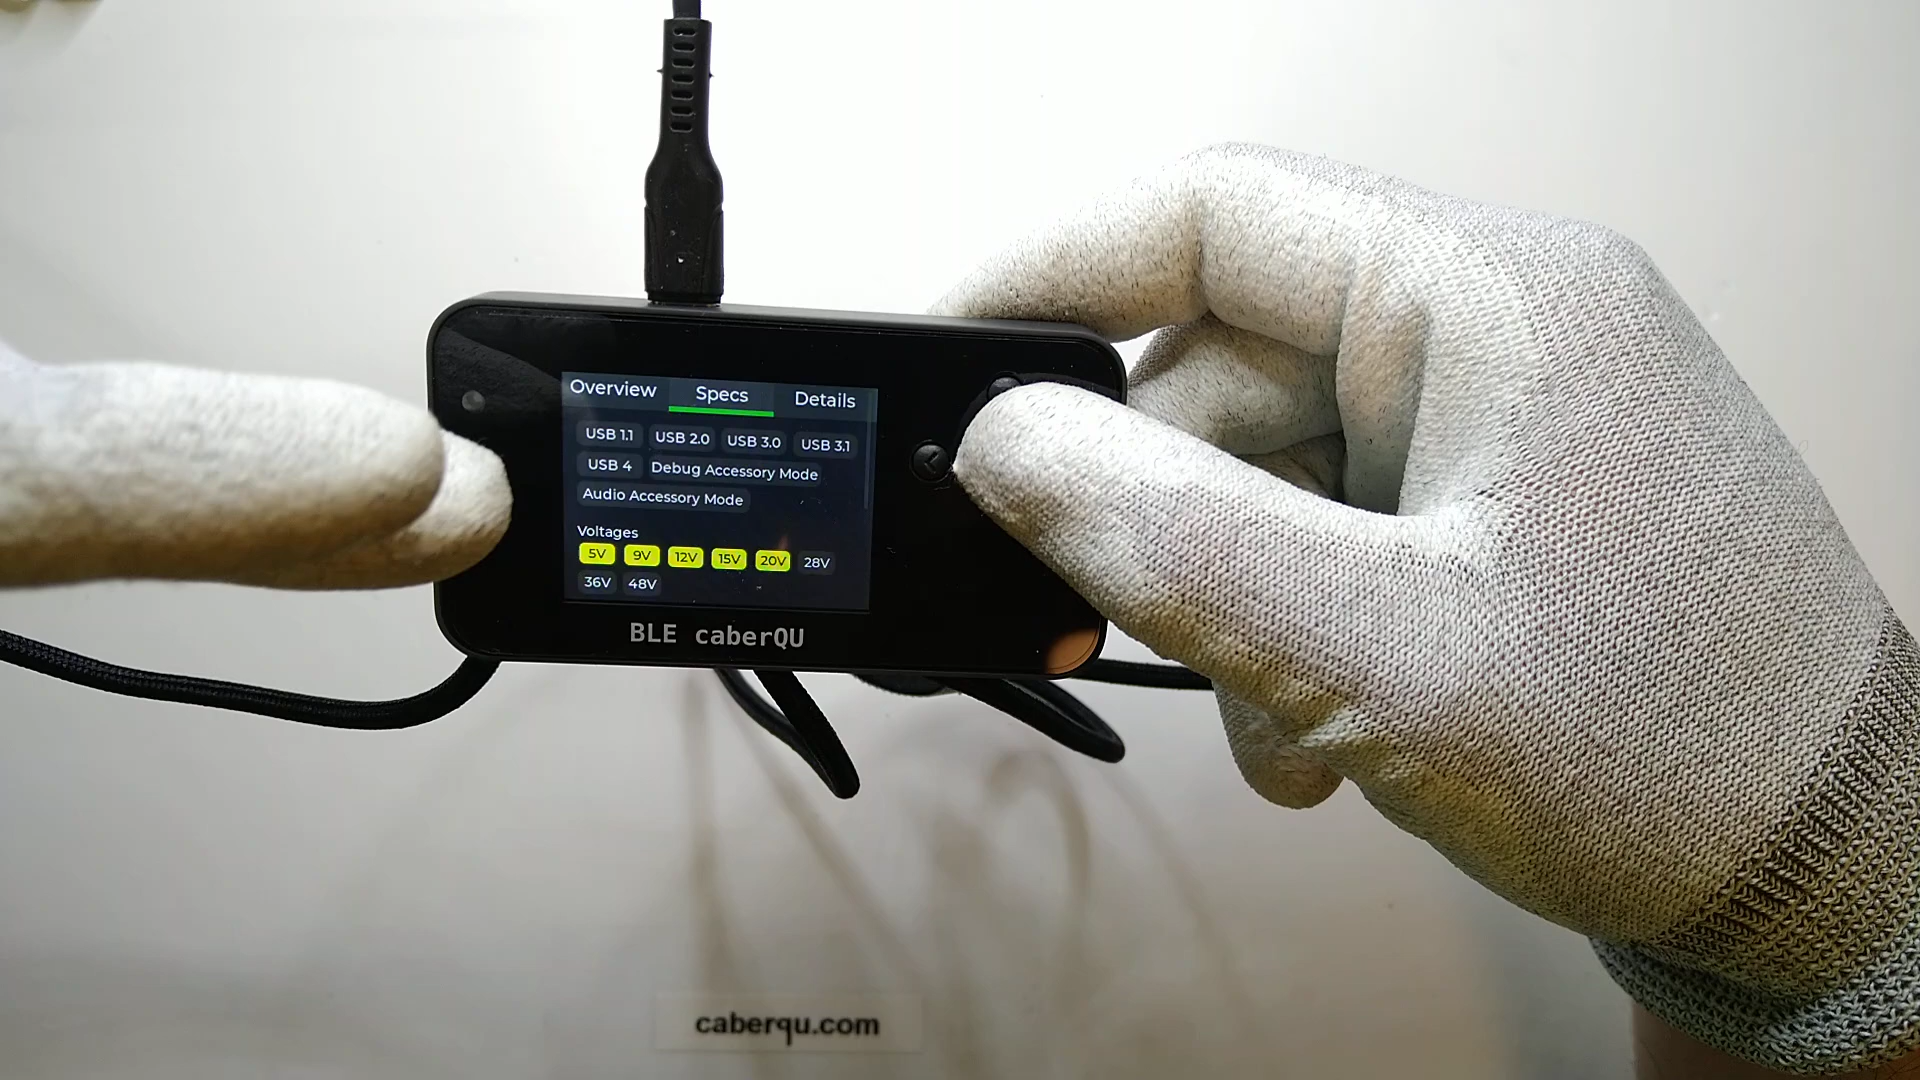 Overview Specs Details
USB 1.1 USB 2.0 USB 3.0 USB 3.1
USB 4 Debug Accessory Mode
Audio Accessory Mode
Voltages
5V 9V 12V 15V 20V 28V
36V 48V
BLE caberQU
caberqu.com